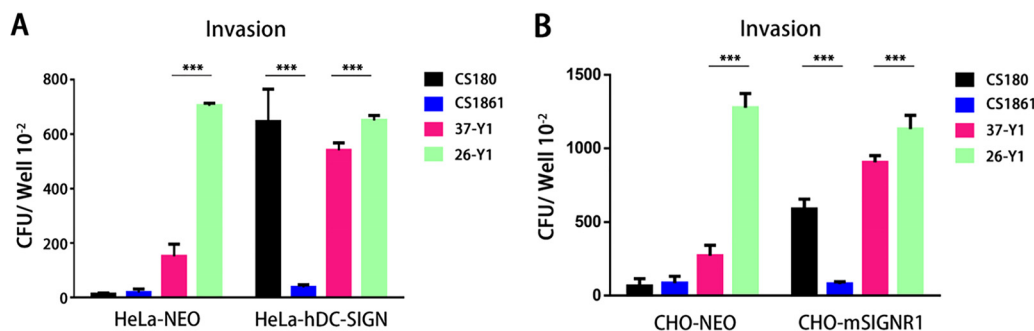 A
Invasion
***
***
***
CFU/ Well 10-2
800
600
400
200
0
HeLa-NEO
HeLa-hDC-SIGN
CS180
CS1861
37-Y1
26-Y1
B
Invasion
***
***
***
CFU/ Well 10-2
1500
1000
500
0
CHO-NEO
CHO-mSIGNR1
CS180
CS1861
37-Y1
26-Y1